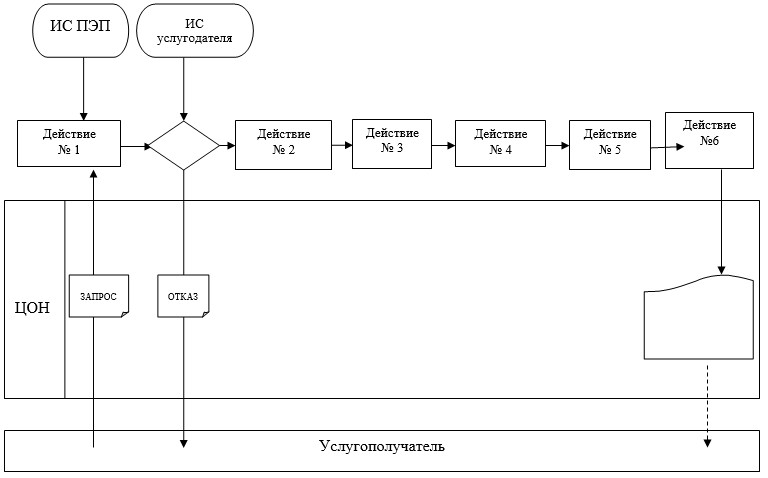 ИС ПЭП
ИС
услугодателя
Действие
№ 1
Действие
№ 2
Действие
№ 3
Действие
№ 4
Действие
№ 5
Действие
№6
ЦОН
ЗАПРОС
ОТКАЗ
Услугополучатель